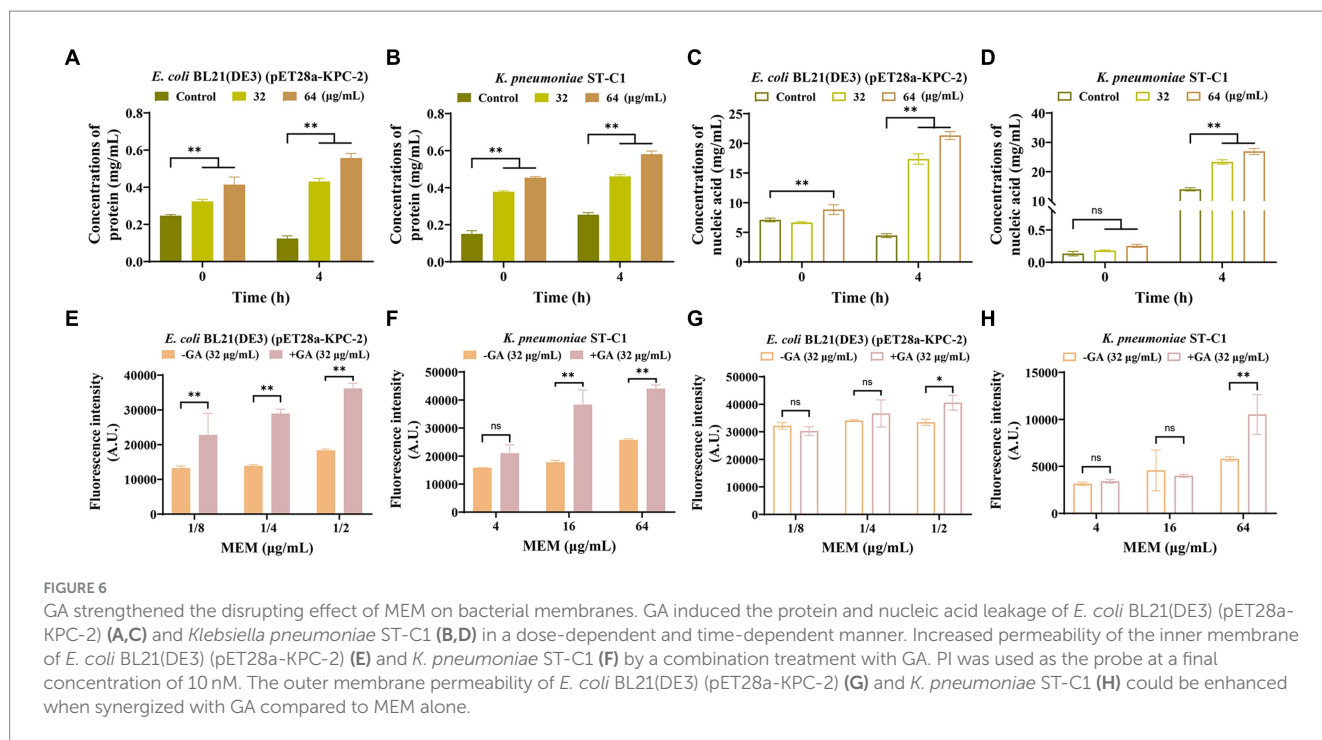 A
E. coli BL21(DE3) (pET28a-KPC-2)
Control 32 64 (μg/mL)
Concentrations of
protein (mg/mL)
0.8
0.6
0.4
0.2
0.0
**
**
0 4
Time (h)
B
K. pneumoniae ST-C1
Control 32 64 (μg/mL)
Concentrations of
protein (mg/mL)
0.8
0.6
0.4
0.2
0.0
**
**
0 4
Time (h)
C
E. coli BL21(DE3) (pET28a-KPC-2)
Control 32 64 (μg/mL)
Concentrations of
nucleic acid (mg/mL)
25
20
15
10
5
0
**
**
0 4
Time (h)
D
K. pneumoniae ST-C1
Control 32 64 (μg/mL)
Concentrations of
nucleic acid (mg/mL)
40
30
20
10
0.5
0.0
ns
**
0 4
Time (h)
E
E. coli BL21(DE3) (pET28a-KPC-2)
-GA (32 μg/mL) +GA (32 μg/mL)
Fluorescence intensity
(A.U.)
40000
30000
20000
10000
0
**
**
**
1/8 1/4 1/2
MEM (μg/mL)
F
K. pneumoniae ST-C1
-GA (32 μg/mL) +GA (32 μg/mL)
Fluorescence intensity
(A.U.)
50000
40000
30000
20000
10000
0
ns
**
**
4 16 64
MEM (μg/mL)
G
E. coli BL21(DE3) (pET28a-KPC-2)
-GA (32 μg/mL) +GA (32 μg/mL)
Fluorescence intensity
(A.U.)
50000
40000
30000
20000
10000
0
ns
ns
*
1/8 1/4 1/2
MEM (μg/mL)
H
K. pneumoniae ST-C1
-GA (32 μg/mL) +GA (32 μg/mL)
Fluorescence intensity
(A.U.)
15000
10000
5000
0
ns
ns
**
4 16 64
MEM (μg/mL)
FIGURE 6
GA strengthened the disrupting effect of MEM on bacterial membranes. GA induced the protein and nucleic acid leakage of E. coli BL21(DE3) (pET28a-
KPC-2) (A,C) and Klebsiella pneumoniae ST-C1 (B,D) in a dose-dependent and time-dependent manner. Increased permeability of the inner membrane
of E. coli BL21(DE3) (pET28a-KPC-2) (E) and K. pneumoniae ST-C1 (F) by a combination treatment with GA. PI was used as the probe at a final
concentration of 10 nM. The outer membrane permeability of E. coli BL21(DE3) (pET28a-KPC-2) (G) and K. pneumoniae ST-C1 (H) could be enhanced
when synergized with GA compared to MEM alone.